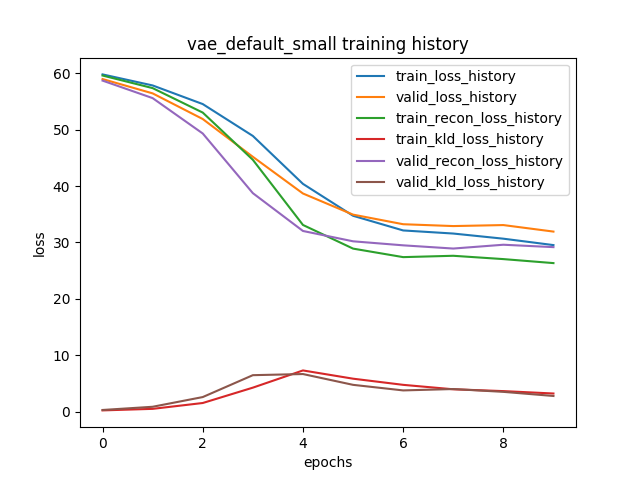 vae_default_small training history
train_loss_history
valid_loss_history
train_recon_loss_history
train_kld_loss_history
valid_recon_loss_history
valid_kld_loss_history
60
50
40
30
20
10
0
loss
0 2 4 6 8
epochs